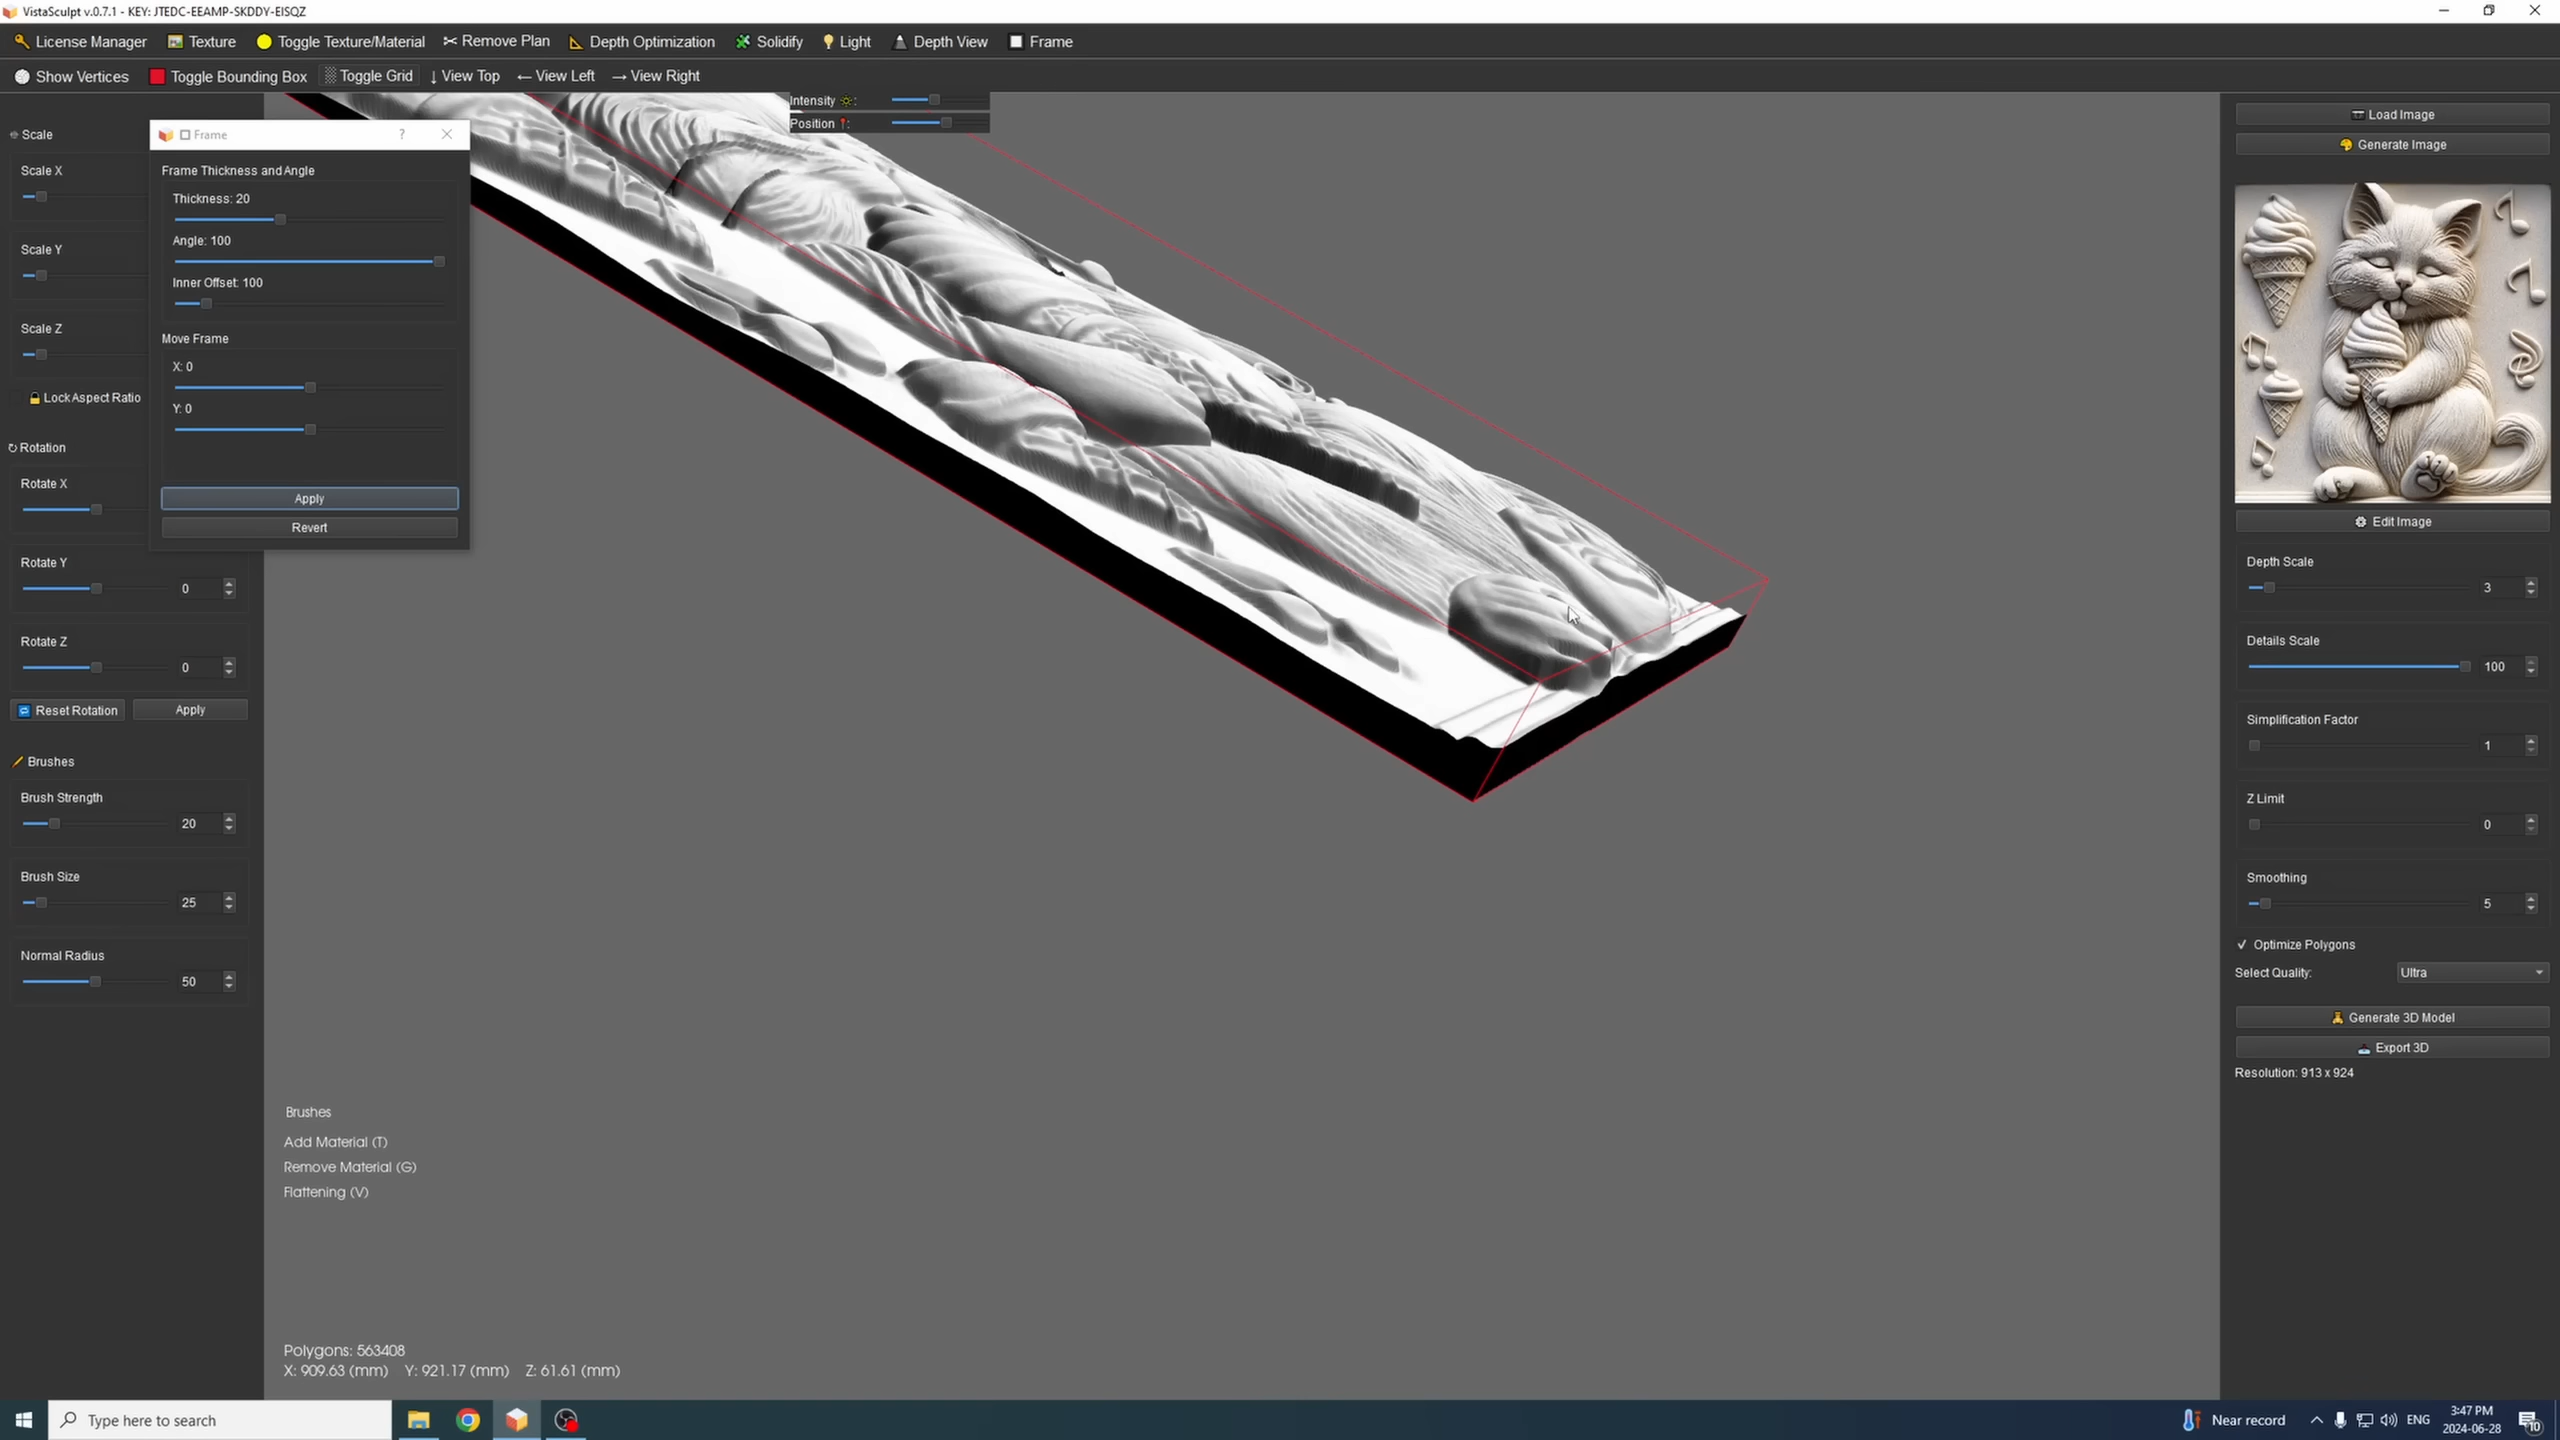 VistaSculpt v.0.7.1 - KEY: JTEDC-EEAMP-SKDDY-EISQZ
License Manager Texture Toggle Texture/Material Remove Plan Depth Optimization Solidify Light Depth View Frame
Show Vertices Toggle Bounding Box Toggle Grid ↓ View Top ← View Left → View Right
Intensity :
Position :
Scale
Scale X
Scale Y
Scale Z
Lock Aspect Ratio
Rotation
Rotate X
Rotate Y
0
Rotate Z
0
Reset Rotation Apply
Brushes
Brush Strength
20
Brush Size
25
Normal Radius
50
Frame ?
Frame Thickness and Angle
Thickness: 20
Angle: 100
Inner Offset: 100
Move Frame
X: 0
Y: 0
Apply
Revert
Brushes
Add Material (T)
Remove Material (G)
Flattening (V)
Polygons: 563408
X: 909.63 (mm) Y: 921.17 (mm) Z: 61.61 (mm)
Load Image
Generate Image
Edit Image
Depth Scale
3
Details Scale
100
Simplification Factor
1
Z Limit
0
Smoothing
5
✓ Optimize Polygons
Select Quality: Ultra
Generate 3D Model
Export 3D
Resolution: 913 x 924
Type here to search
Near record
ENG
3:47 PM
2024-06-28
10